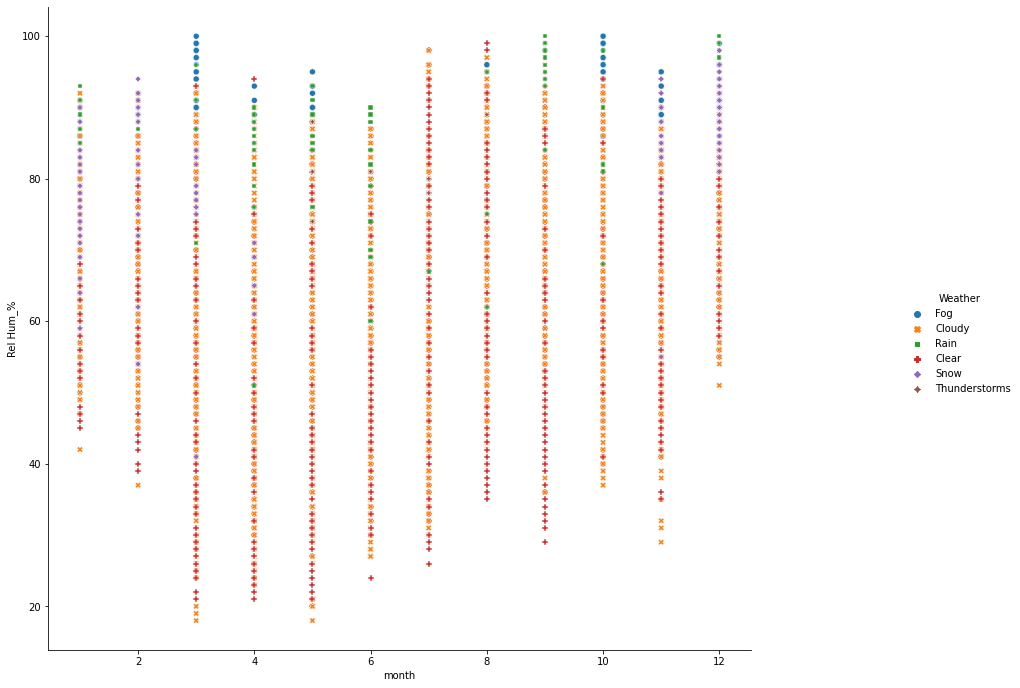 100
80
60
40
20
Rel Hum_%
2 4 6 8 10 12
month
Weather
Fog
Cloudy
Rain
Clear
Snow
Thunderstorms